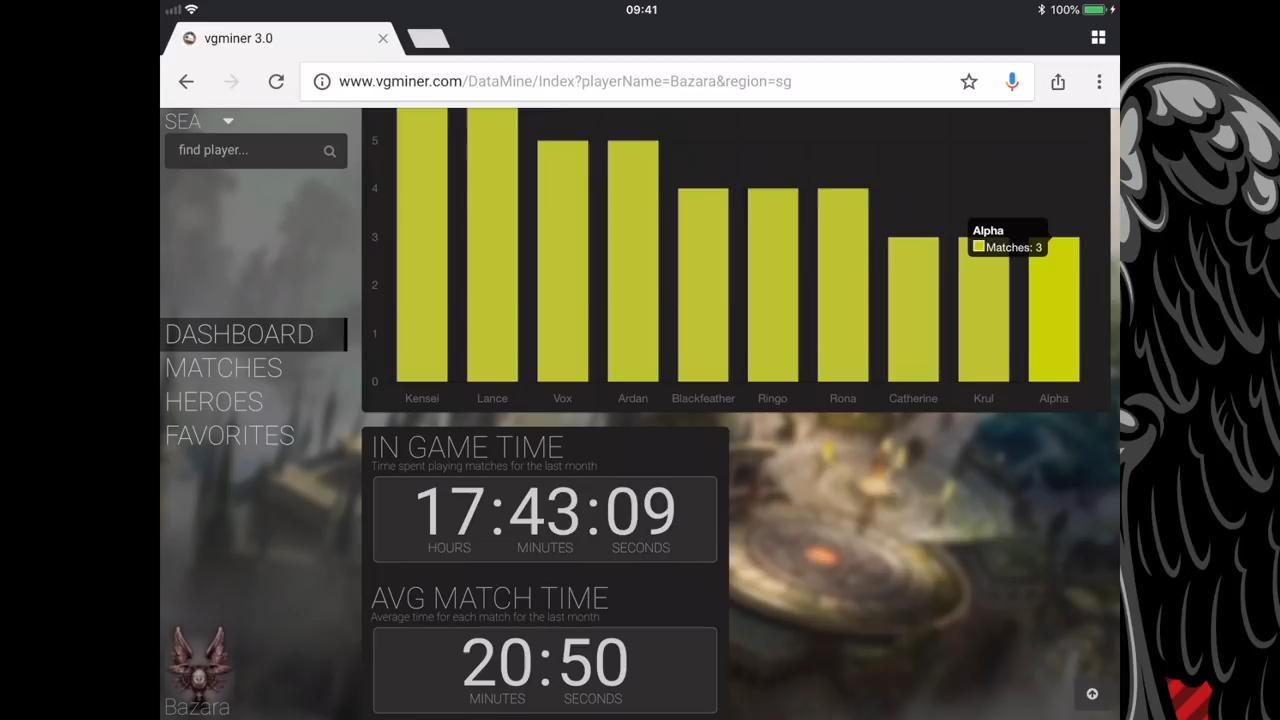 09:41
100%
vgminer 3.0
www.vgminer.com/DataMine/Index?playerName=Bazara&region=sg
SEA
find player...
DASHBOARD
MATCHES
HEROES
FAVORITES
Bazara
5
4
3
2
1
0
Alpha
Matches: 3
Kensei Lance Vox Ardan Blackfeather Ringo Rona Catherine Krul Alpha
IN GAME TIME
Time spent playing matches for the last month
17:43:09
HOURS MINUTES SECONDS
AVG MATCH TIME
Average time for each match for the last month
20:50
MINUTES SECONDS